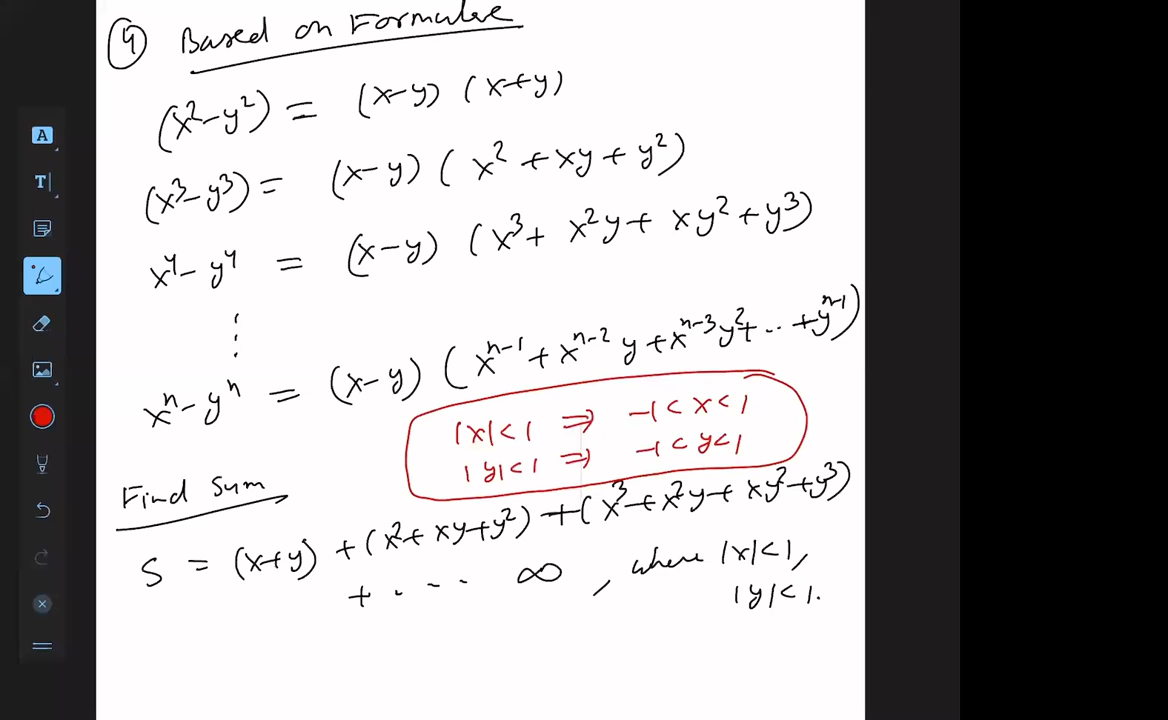 ④ Based on Formulae
(x²-y²) = (x-y) (x+y)
(x³-y³) = (x-y) ( x² + xy + y²)
x⁴-y⁴ = (x-y) (x³+ x²y+ xy²+y³)
⋮
xⁿ-yⁿ = (x-y) ( xⁿ⁻¹+xⁿ⁻² y+xⁿ⁻³y²+ ·· +yⁿ⁻¹)
|x|<1 ⇒ -1 < x < 1
|y|<1 ⇒ -1 < y < 1
Find Sum
S = (x+y) + (x²+ xy+y²) + (x³+x²y+ xy²+y³)
+ · - - · ∞ , where |x|<1,
|y|<1.
A
T|